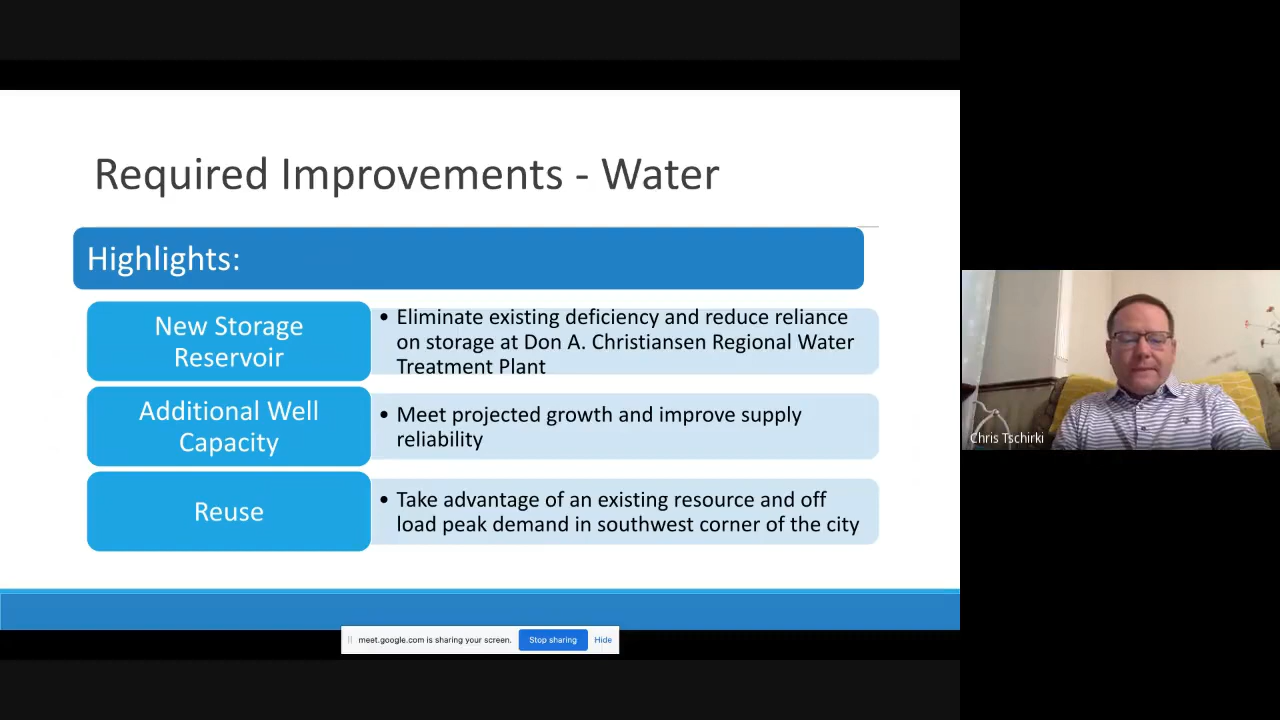 Required Improvements - Water
Highlights:
New Storage
Reservoir
• Eliminate existing deficiency and reduce reliance
on storage at Don A. Christiansen Regional Water
Treatment Plant
Additional Well
Capacity
• Meet projected growth and improve supply
reliability
Reuse
• Take advantage of an existing resource and off
load peak demand in southwest corner of the city
Chris Tschirki
meet.google.com is sharing your screen.
Stop sharing
Hide